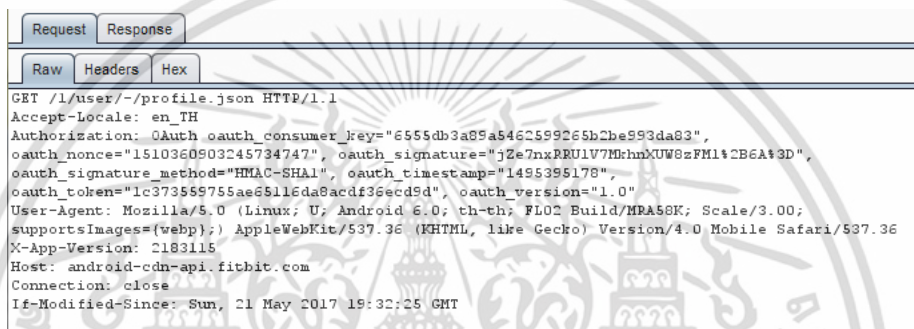 Request Response
Raw Headers Hex
GET /1/user/-/profile.json HTTP/1.1
Accept-Locale: en_TH
Authorization: OAuth oauth_consumer_key="6555db3a89a5462599265b2be993da83",
oauth_nonce="1510360903245734747", oauth_signature="jZe7nxRRUlV7MkhnXUW8zFMl%2B6A%3D",
oauth_signature_method="HMAC-SHA1", oauth_timestamp="1495395178",
oauth_token="1c373559755ae65116da8acdf36ecd9d", oauth_version="1.0"
User-Agent: Mozilla/5.0 (Linux; U; Android 6.0; th-th; FL02 Build/MRA58K; Scale/3.00;
supportsImages={webp};) AppleWebKit/537.36 (KHTML, like Gecko) Version/4.0 Mobile Safari/537.36
X-App-Version: 2183115
Host: android-cdn-api.fitbit.com
Connection: close
If-Modified-Since: Sun, 21 May 2017 19:32:25 GMT